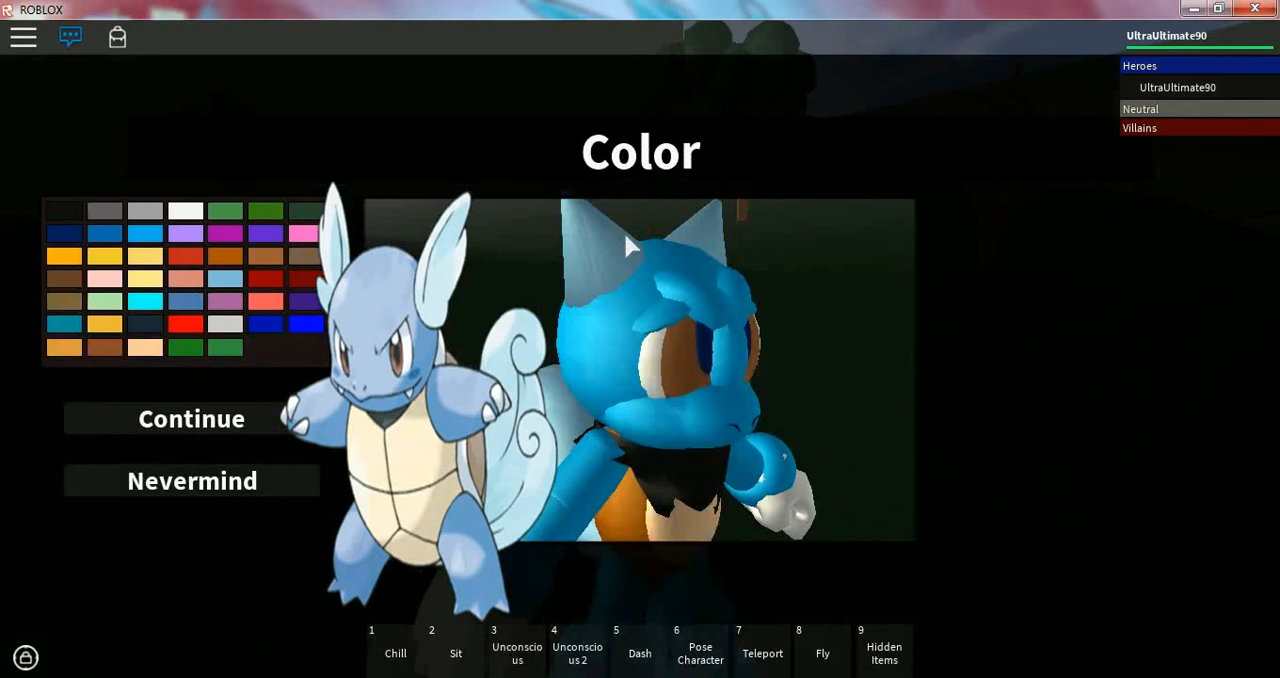 ROBLOX
UltraUltimate90
Heroes
UltraUltimate90
Neutral
Villains
Color
Continue
Nevermind
1
Chill
2
Sit
3
Unconscio
us
4
Unconscio
us 2
5
Dash
6
Pose
Character
7
Teleport
8
Fly
9
Hidden
Items